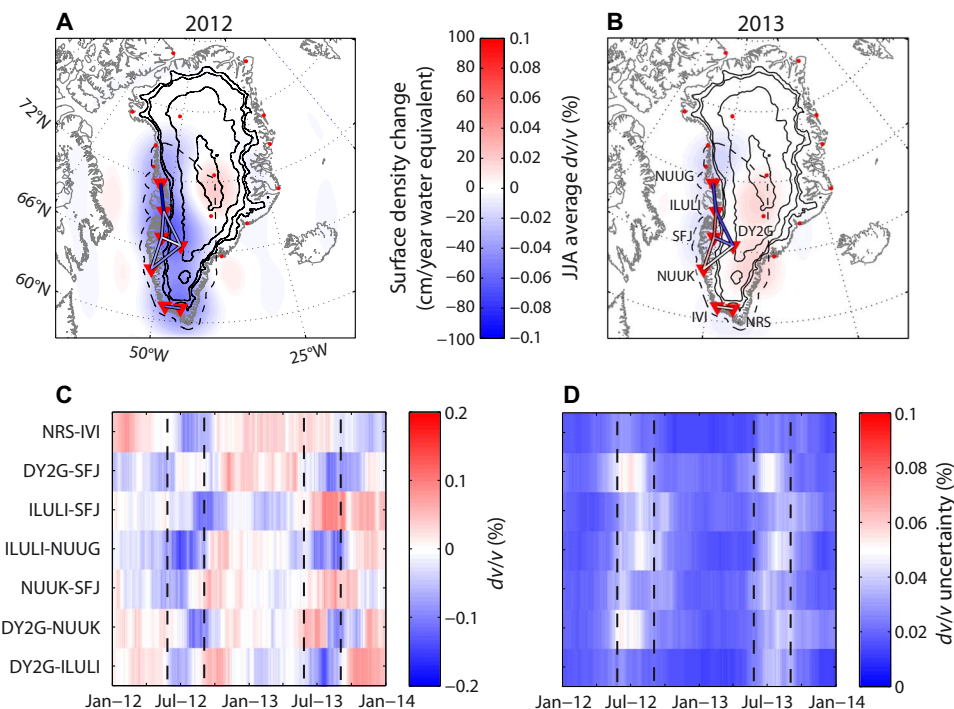 A
2012
72°N
66°N
60°N
50°W
25°W
Surface density change
(cm/year water equivalent)
100
80
60
40
20
0
−20
−40
−60
−80
−100
0.1
0.08
0.06
0.04
0.02
0
−0.02
−0.04
−0.06
−0.08
−0.1
JJA average dv/v (%)
B
2013
NUUG
ILULI
SFJ
DY2G
NUUK
IVI
NRS
C
NRS-IVI
DY2G-SFJ
ILULI-SFJ
ILULI-NUUG
NUUK-SFJ
DY2G-NUUK
DY2G-ILULI
Jan−12
Jul−12
Jan−13
Jul−13
Jan−14
0.2
0.1
0
−0.1
−0.2
dv/v (%)
D
Jan−12
Jul−12
Jan−13
Jul−13
Jan−14
0.1
0.08
0.06
0.04
0.02
0
dv/v uncertainty (%)